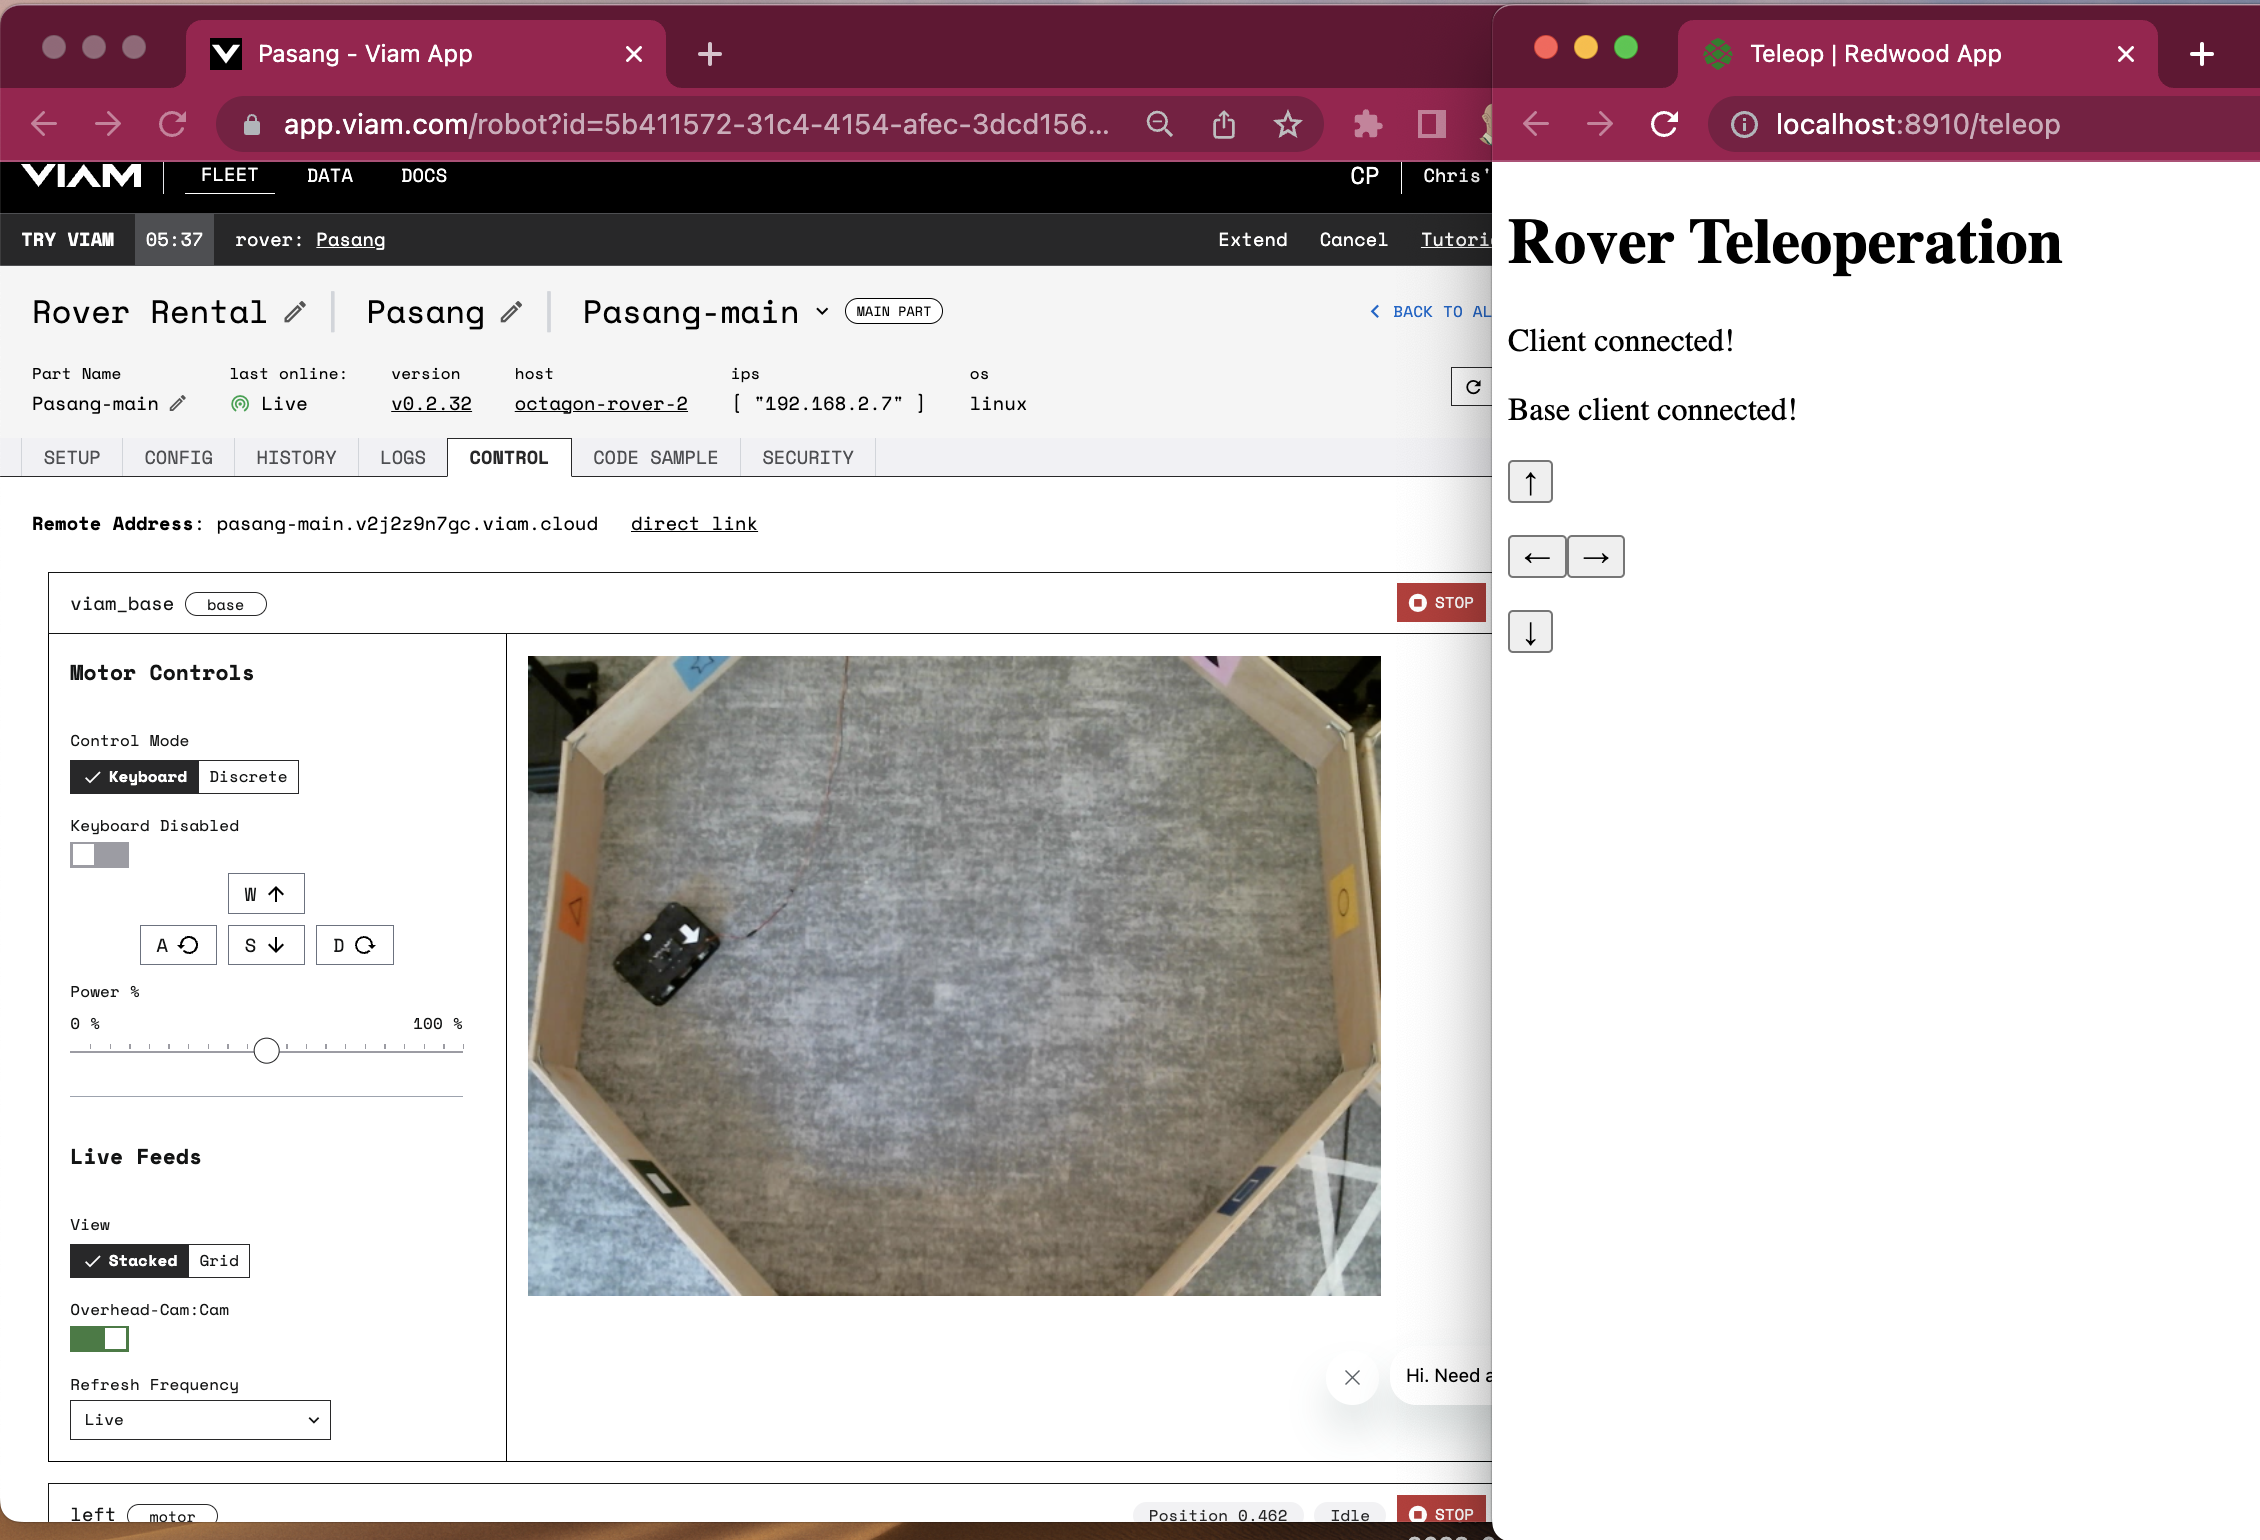 Pasang - Viam App
app.viam.com/robot?id=5b411572-31c4-4154-afec-3dcd156...
VIAM FLEET DATA DOCS CP Chris'
TRY VIAM 05:37 rover: Pasang Extend Cancel Tutori
Rover Rental Pasang Pasang-main MAIN PART BACK TO AL
Part Name last online: version host ips os
Pasang-main Live v0.2.32 octagon-rover-2 [ "192.168.2.7" ] linux
SETUP CONFIG HISTORY LOGS CONTROL CODE SAMPLE SECURITY
Remote Address: pasang-main.v2j2z9n7gc.viam.cloud direct link
viam_base base STOP
Motor Controls
Control Mode
Keyboard Discrete
Keyboard Disabled
W ↑
A S ↓ D
Power %
0 % 100 %
Live Feeds
View
Stacked Grid
Overhead-Cam:Cam
Refresh Frequency
Live
Hi. Need a
left motor Position 0.462 Idle STOP
Teleop | Redwood App
localhost:8910/teleop
Rover Teleoperation
Client connected!
Base client connected!
↑
← →
↓